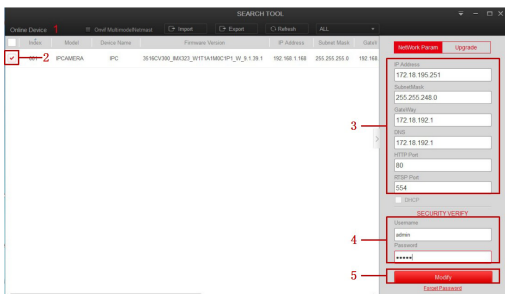 SEARCH TOOL
Online Device 1
Onvif Multimode/Netmast
Import
Export
Refresh
ALL
Index Model Device Name Firmware Version IP Address Subnet Mask GateW
2 001 IPCAMERA IPC 3516CV300_IMX323_W1T1A1M0C1P1_W_5.1.39.1 192.168.1.168 255.255.255.0 192.168
NetWork Param Upgrade
IP Address
172.18.195.251
SubnetMask
255.255.248.0
GateWay
172.18.192.1
3
DNS
172.18.192.1
HTTP Port
80
RTSP Port
554
DHCP
SECURITY VERIFY
Username
admin
4
Password
•••••
5
Modify
Forgot Password